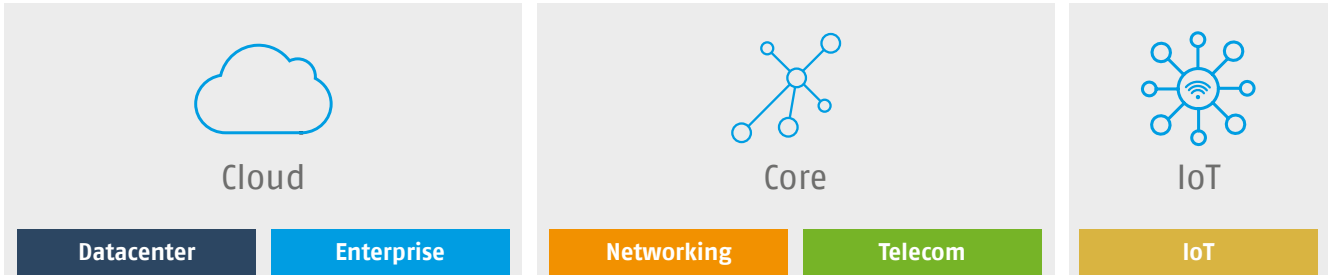 Cloud
Core
IoT
Datacenter
Enterprise
Networking
Telecom
IoT